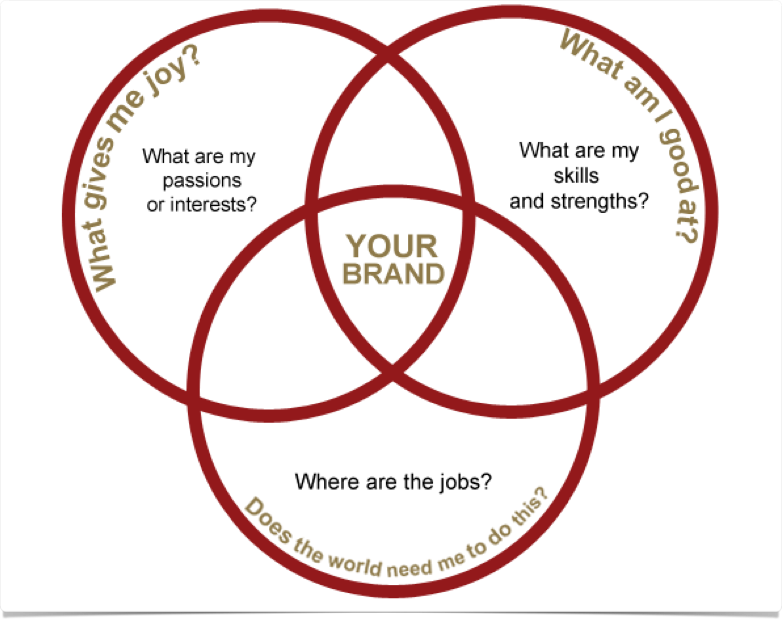 What gives me joy?
What are my
passions
or interests?
What am I good at?
What are my
skills
and strengths?
YOUR
BRAND
Where are the jobs?
Does the world need me to do this?